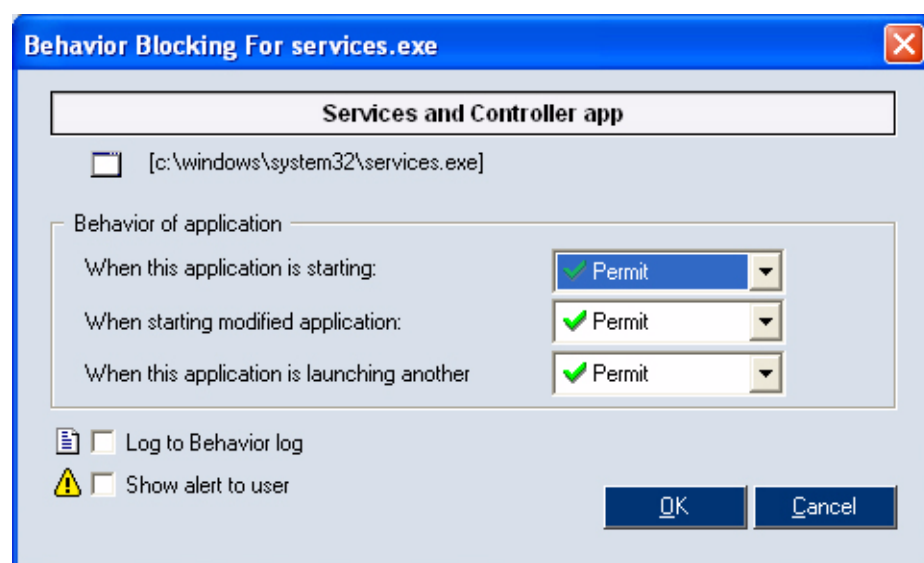 Behavior Blocking For services.exe
Services and Controller app
[c:\windows\system32\services.exe]
Behavior of application
When this application is starting: Permit
When starting modified application: Permit
When this application is launching another Permit
Log to Behavior log
Show alert to user
OK Cancel